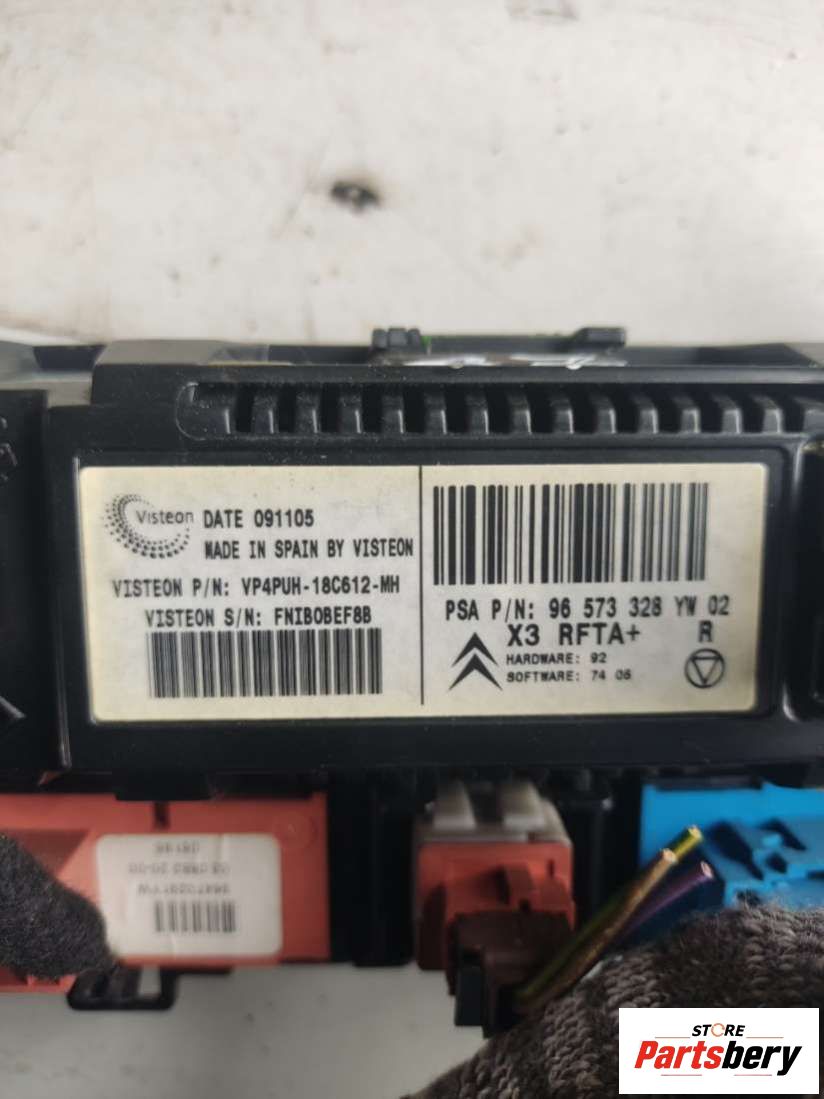 Visteon
DATE 091105
MADE IN SPAIN BY VISTEON
VISTEON P/N: VP4PUH-18C612-MH
VISTEON S/N: FNIBOBEF8B
PSA P/N: 96 573 328 YW 02
X3 RFTA+ R
HARDWARE: 92
SOFTWARE: 74 06
STORE
Partsbery